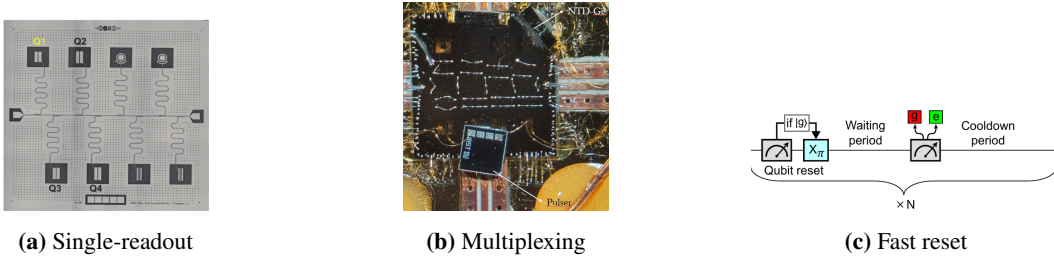 Q1
Q2
Q3
Q4
(a) Single-readout
NTD-Ge
Pulser
(b) Multiplexing
if |g⟩
Xπ
Qubit reset
Waiting
period
g
e
Cooldown
period
× N
(c) Fast reset